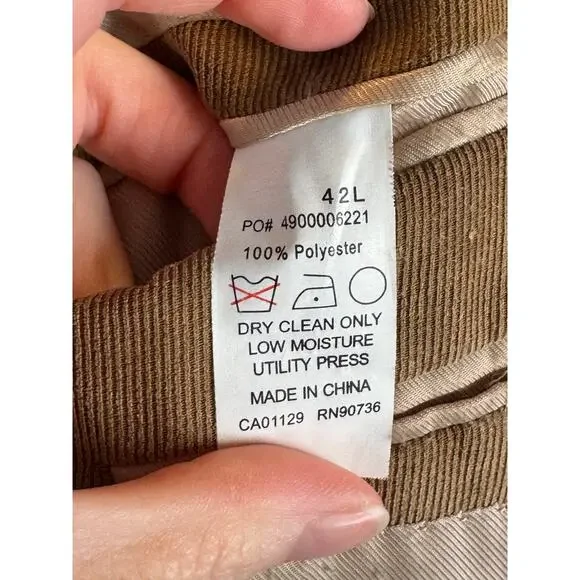 42L
PO# 4900006221
100% Polyester
DRY CLEAN ONLY
LOW MOISTURE
UTILITY PRESS
MADE IN CHINA
CA01129 RN90736